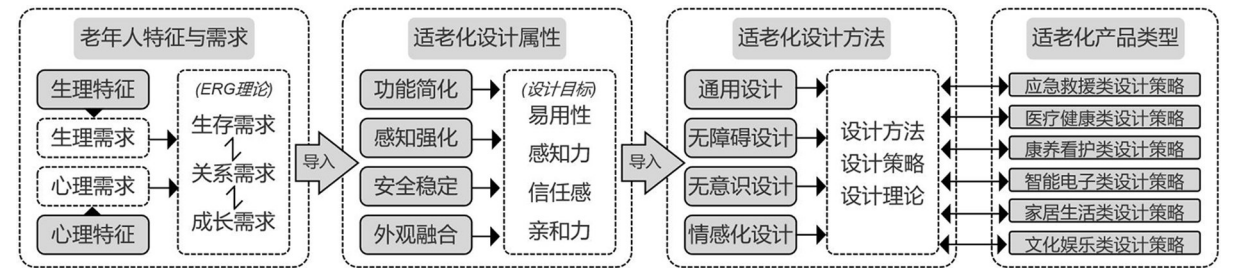 老年人特征与需求
生理特征
生理需求
心理需求
心理特征
(ERG理论)
生存需求
关系需求
成长需求
导入
适老化设计属性
功能简化
感知强化
安全稳定
外观融合
(设计目标)
易用性
感知力
信任感
亲和力
导入
适老化设计方法
通用设计
无障碍设计
无意识设计
情感化设计
设计方法
设计策略
设计理论
适老化产品类型
应急救援类设计策略
医疗健康类设计策略
康养看护类设计策略
智能电子类设计策略
家居生活类设计策略
文化娱乐类设计策略